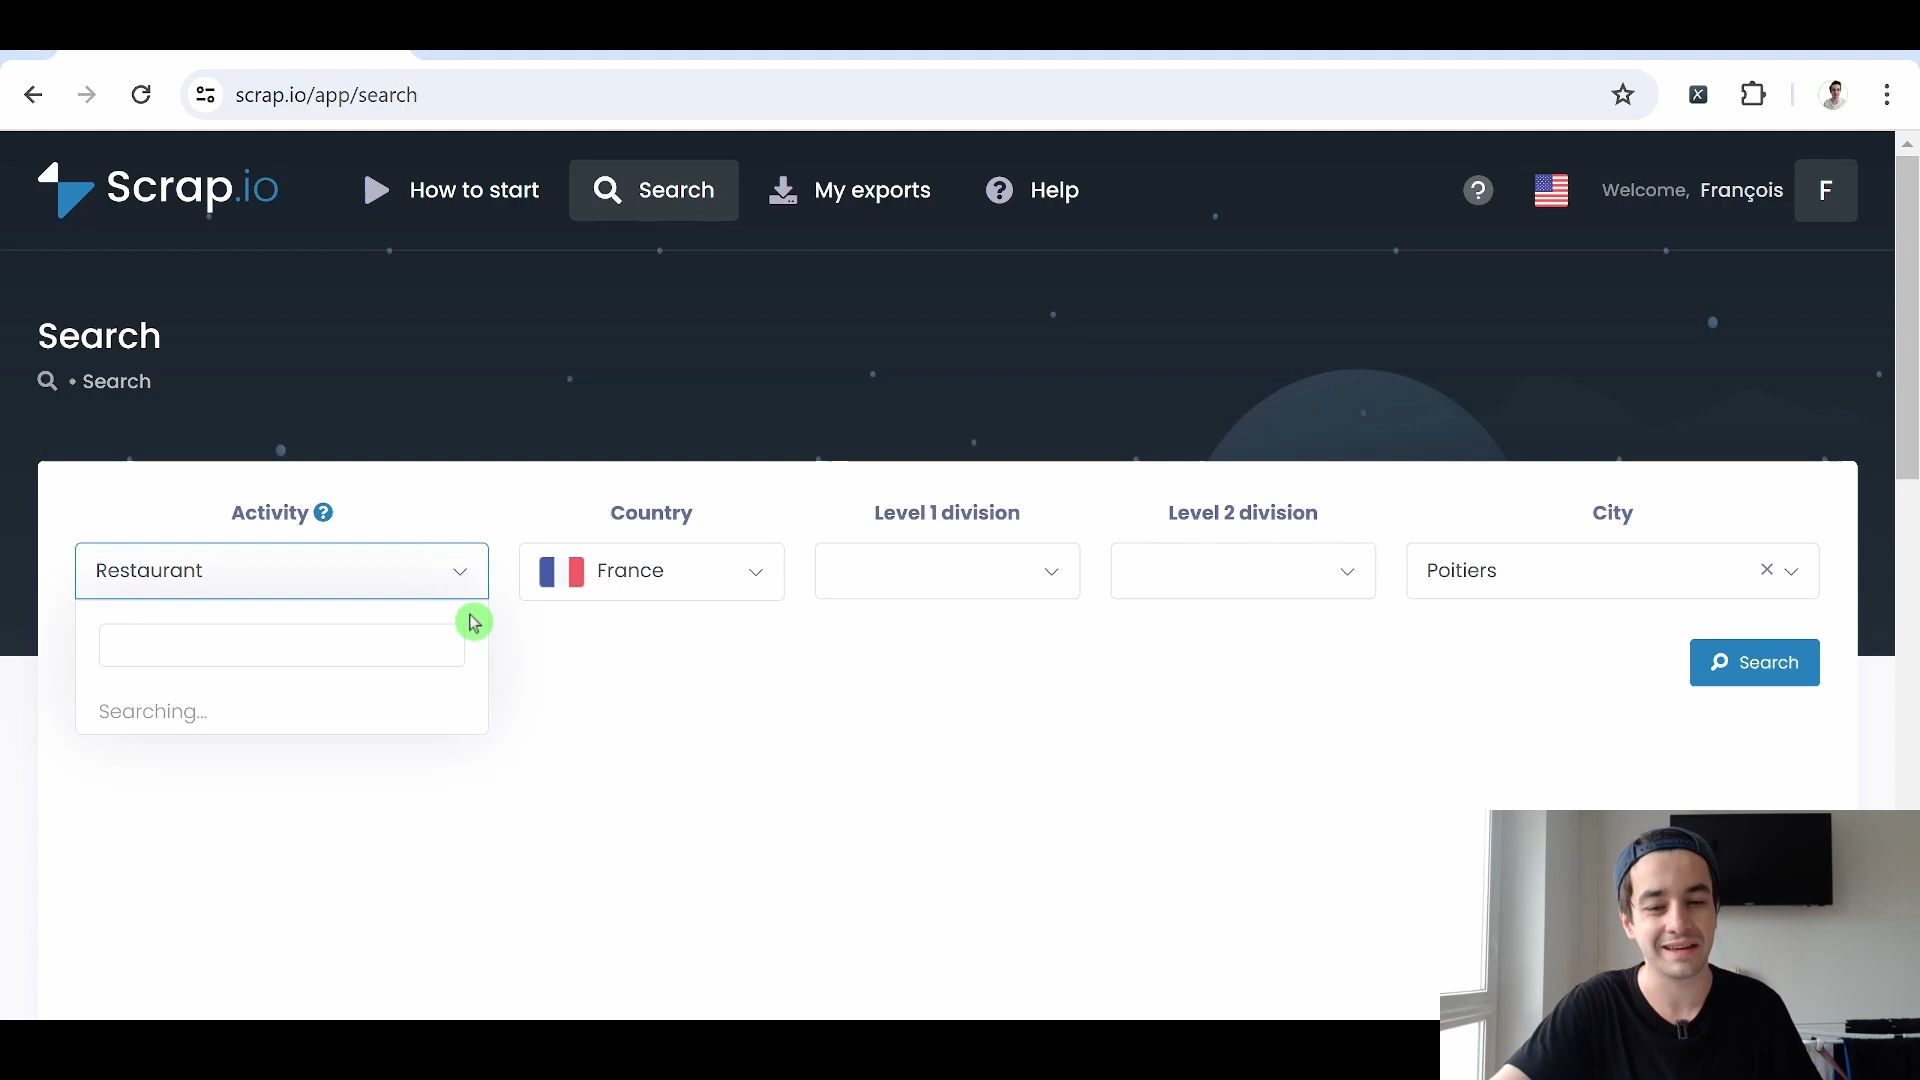 scrap.io/app/search
Scrap.io
How to start
Search
My exports
Help
Welcome, François
F
Search
• Search
Activity
Country
Level 1 division
Level 2 division
City
Restaurant
France
Poitiers
Search
Searching...